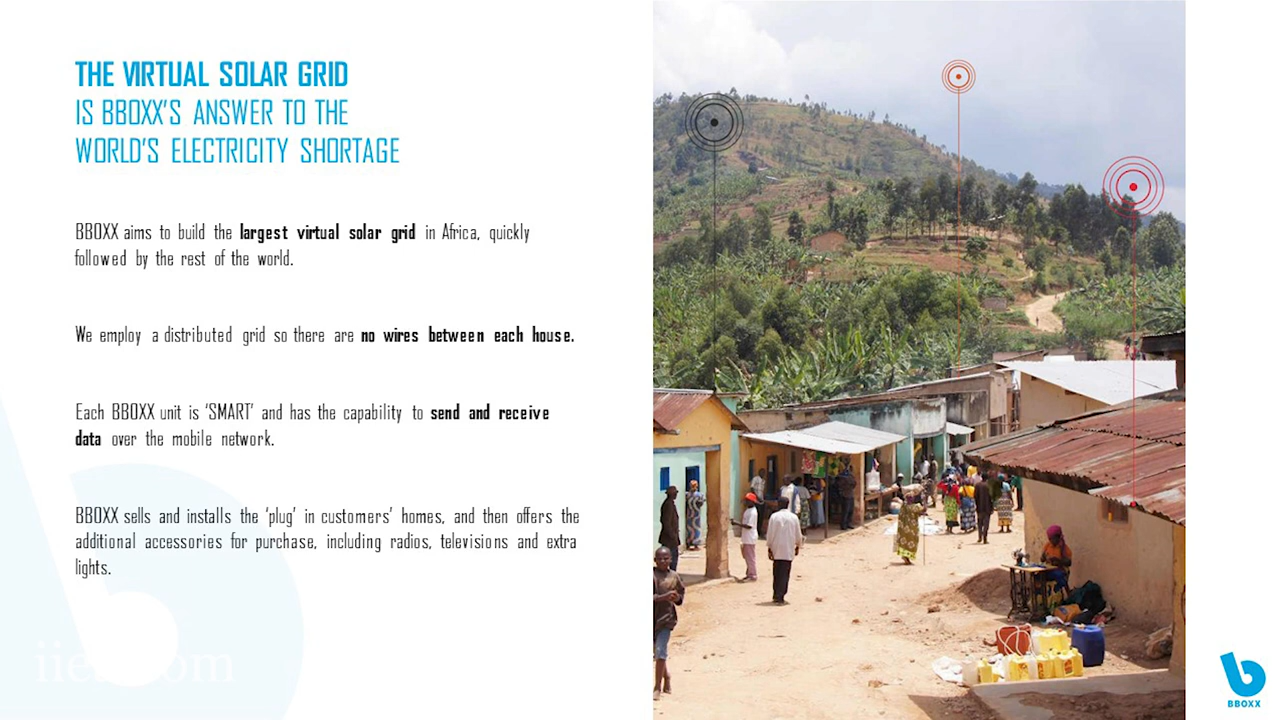 THE VIRTUAL SOLAR GRID
IS BBOXX'S ANSWER TO THE
WORLD'S ELECTRICITY SHORTAGE
BBOXX aims to build the largest virtual solar grid in Africa, quickly
followed by the rest of the world.
We employ a distributed grid so there are no wires between each house.
Each BBOXX unit is 'SMART' and has the capability to send and receive
data over the mobile network.
BBOXX sells and installs the 'plug' in customers' homes, and then offers the
additional accessories for purchase, including radios, televisions and extra
lights.
BBOXX